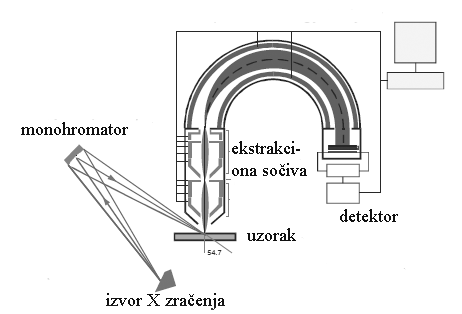 monohromator
ekstrakci-
ona sočiva
detektor
uzorak
54.7
izvor X zračenja